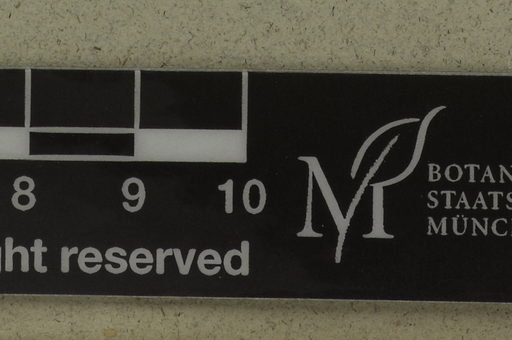 8 9 10
ght reserved
M
BOTAN
STAATS
MÜNC